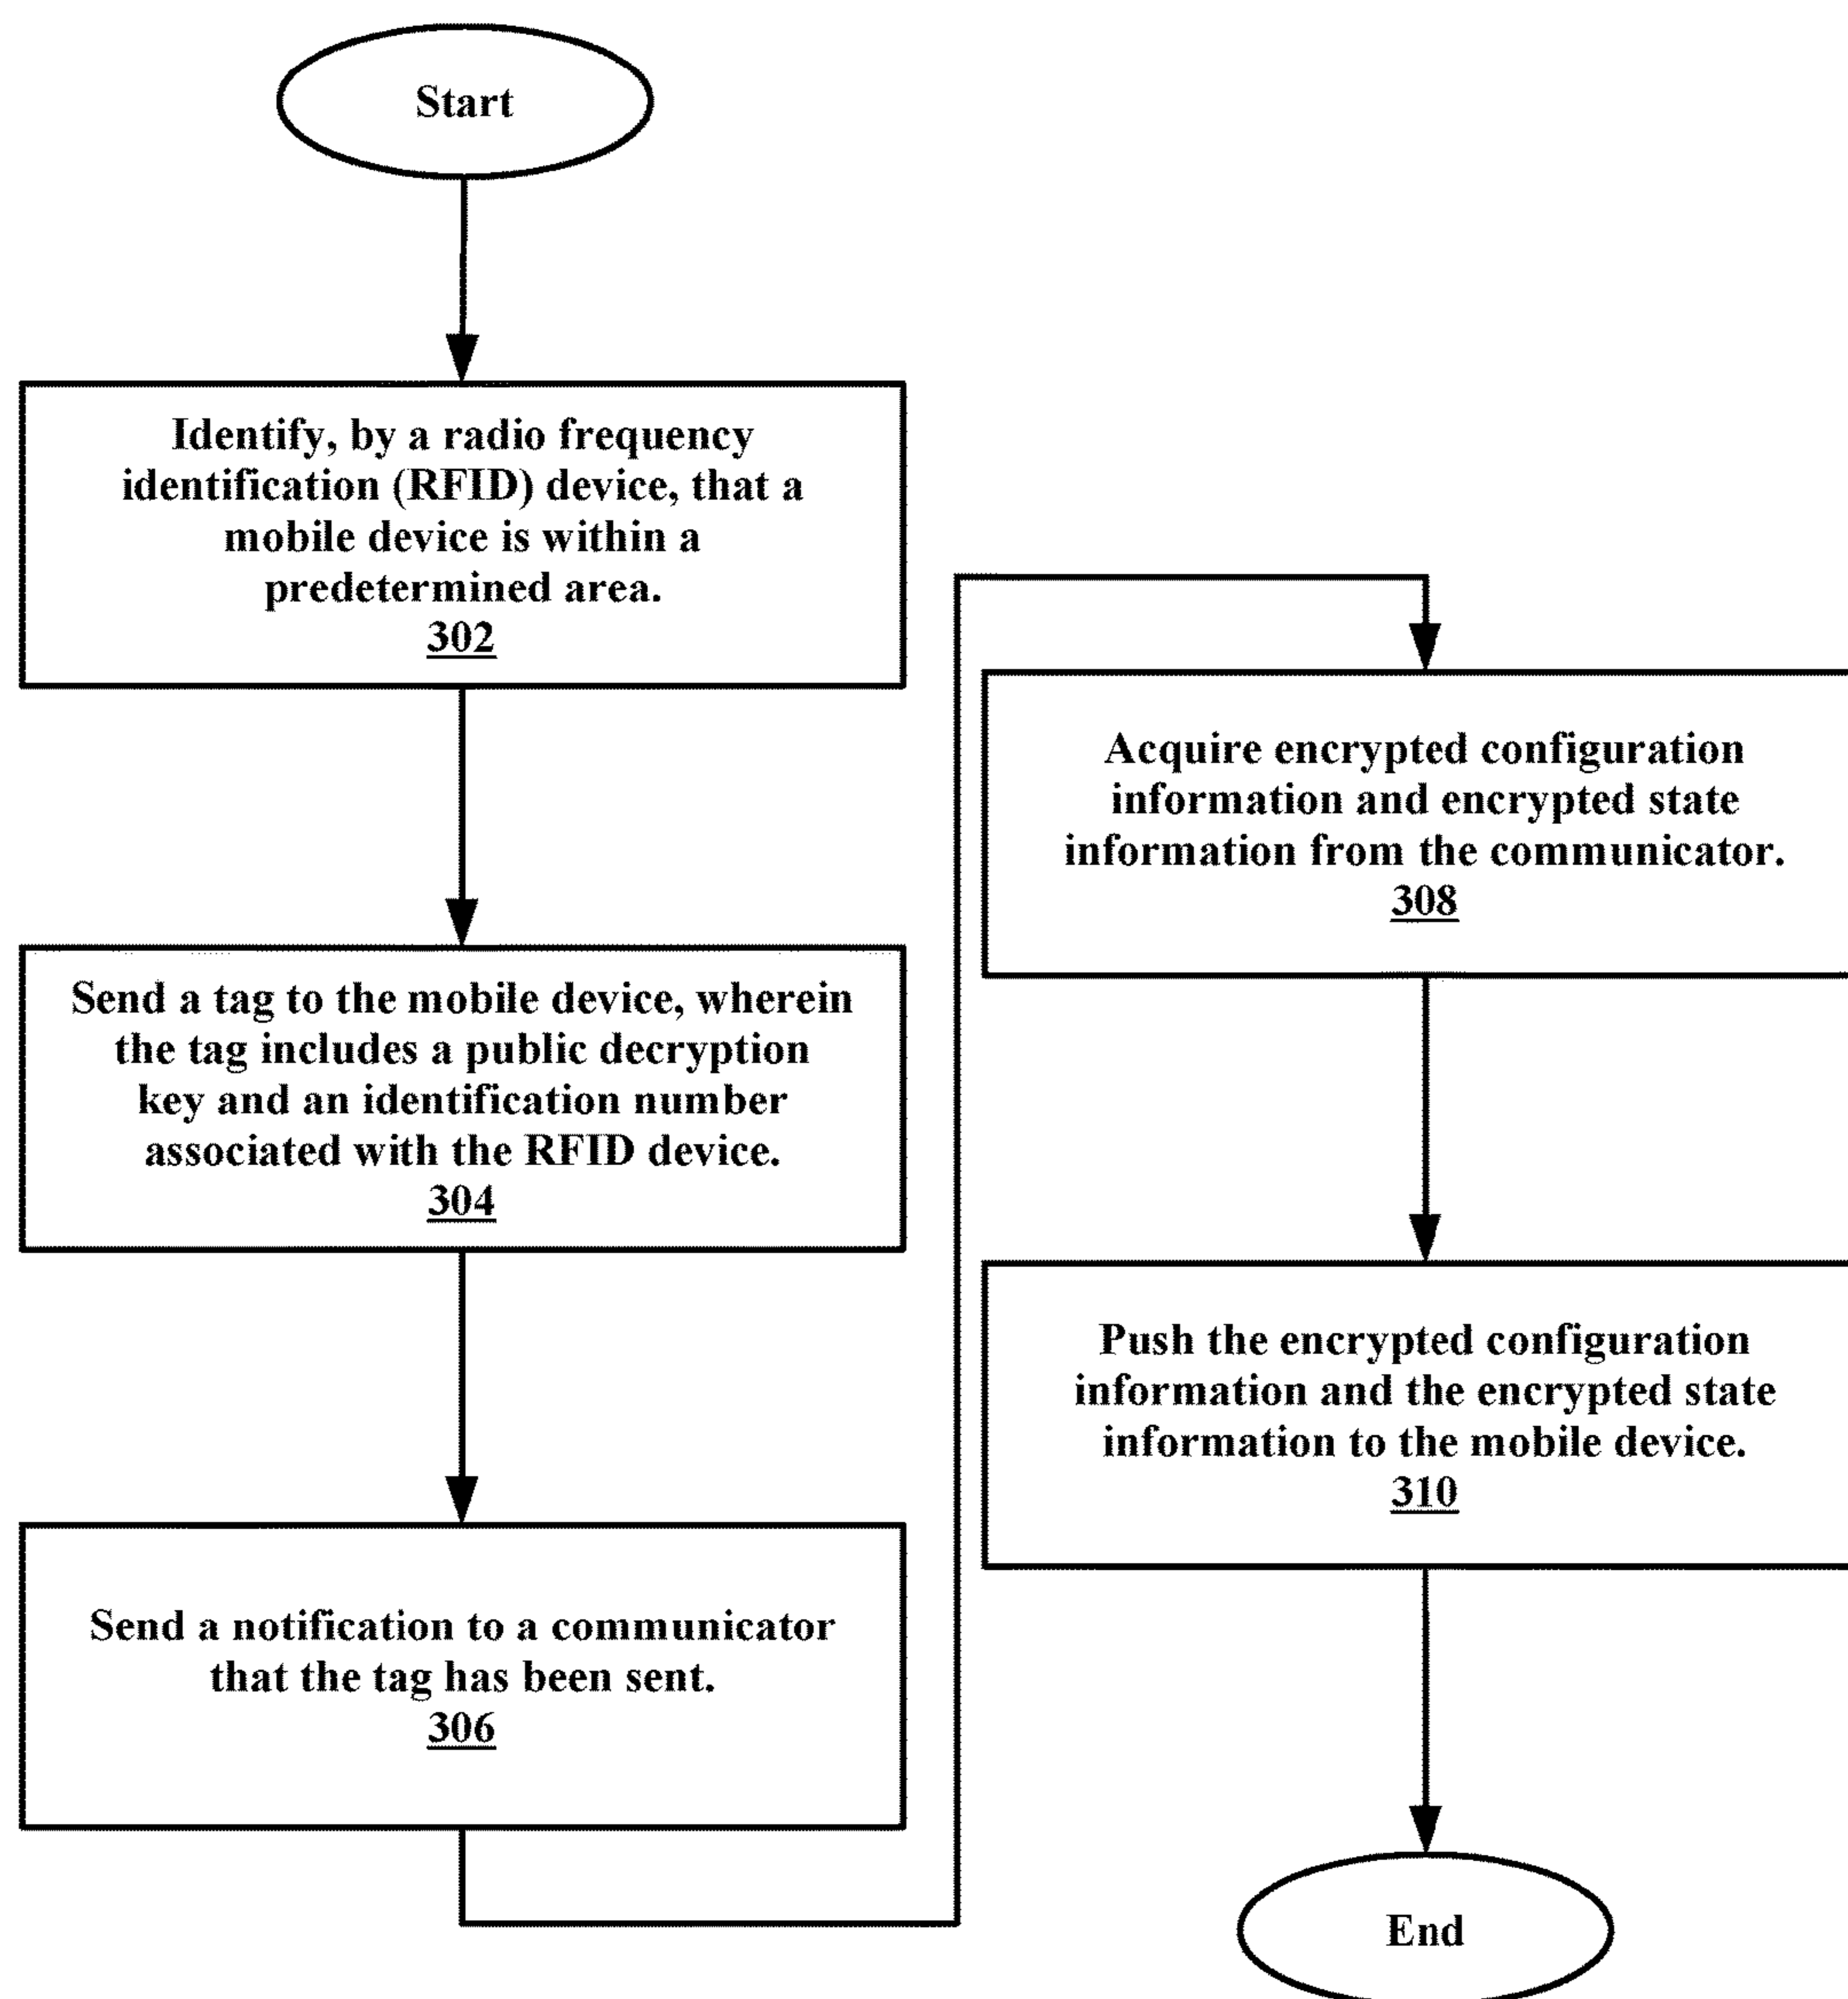 Start
Identify, by a radio frequency
identification (RFID) device, that a
mobile device is within a
predetermined area.
302
Send a tag to the mobile device, wherein
the tag includes a public decryption
key and an identification number
associated with the RFID device.
304
Send a notification to a communicator
that the tag has been sent.
306
Acquire encrypted configuration
information and encrypted state
information from the communicator.
308
Push the encrypted configuration
information and the encrypted state
information to the mobile device.
310
End